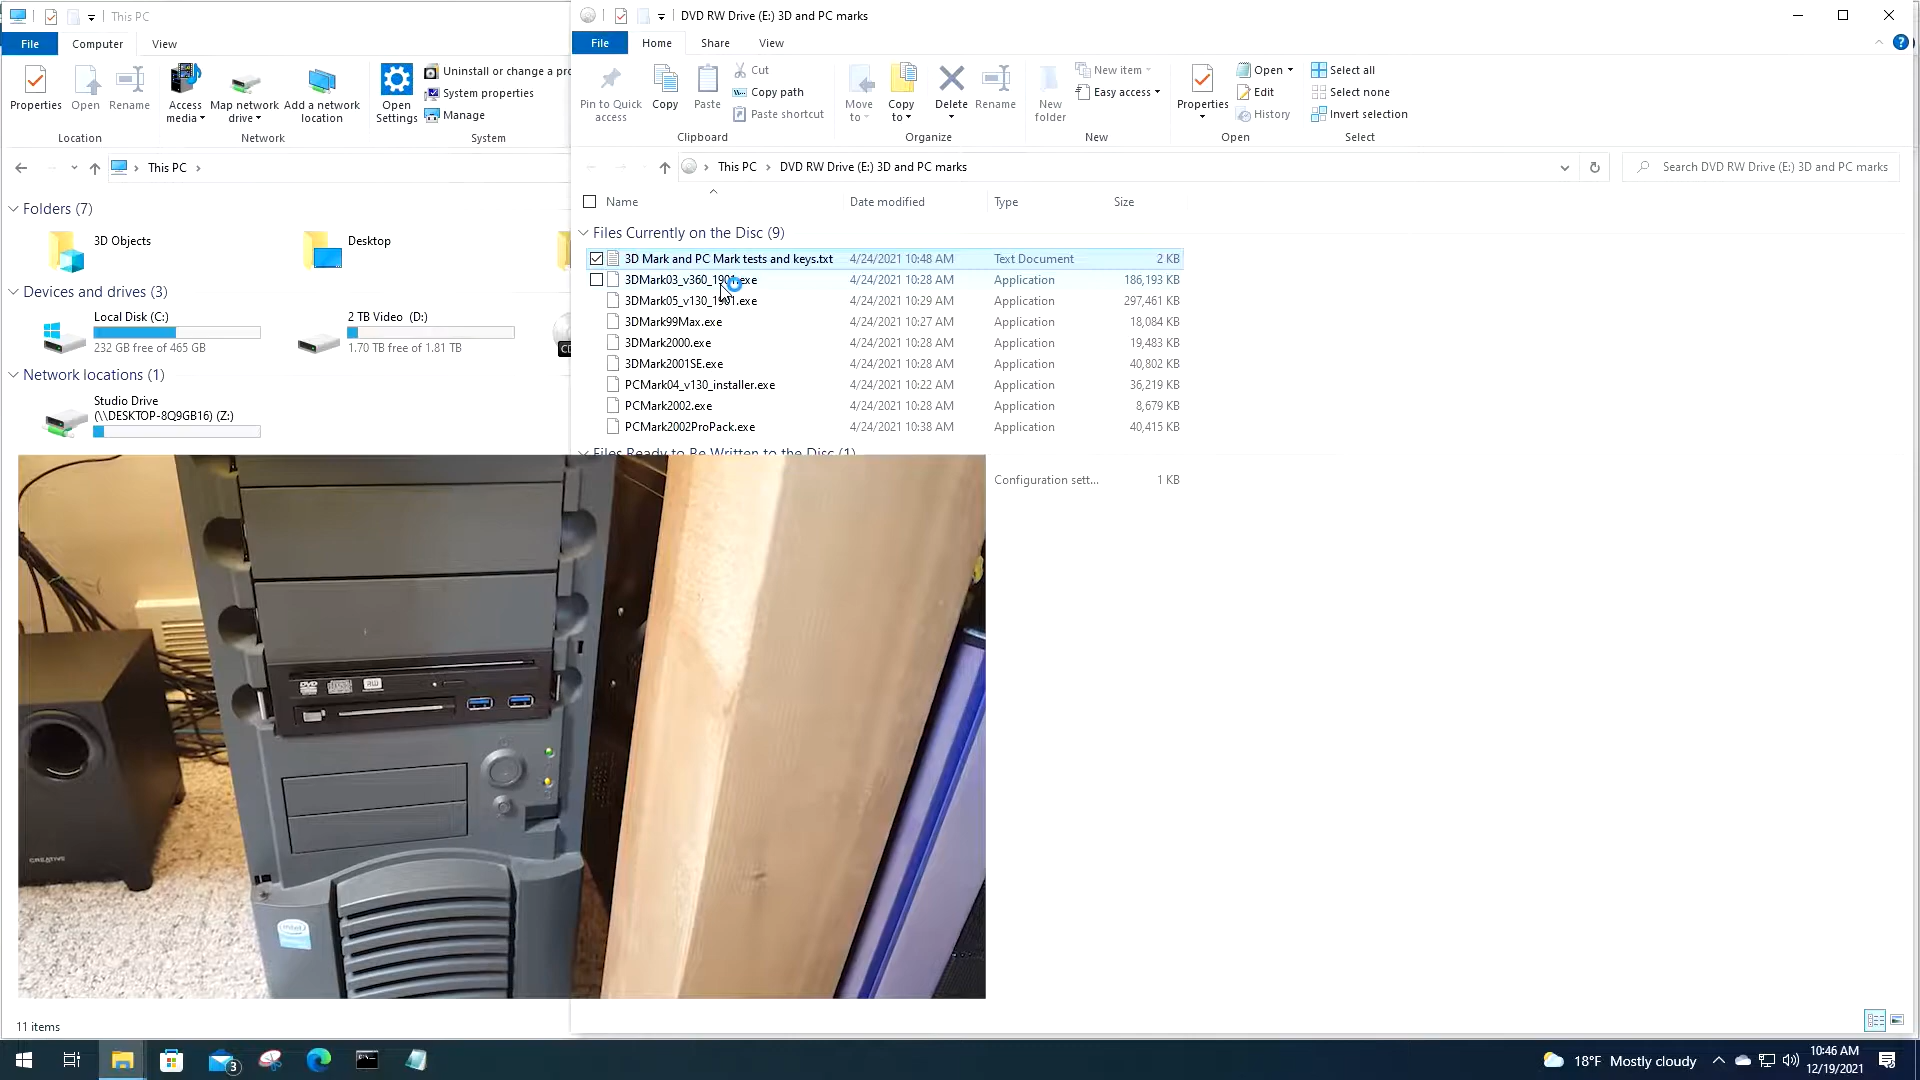 This PC
File
Computer
View
Properties
Open
Rename
Access media
Map network drive
Add a network location
Open Settings
Uninstall or change a pro
System properties
Manage
Location
Network
System
This PC
Folders (7)
3D Objects
Desktop
Devices and drives (3)
Local Disk (C:)
232 GB free of 465 GB
2 TB Video (D:)
1.70 TB free of 1.81 TB
Network locations (1)
Studio Drive
(\\DESKTOP-8Q9GB16) (Z:)
11 items
DVD RW Drive (E:) 3D and PC marks
File
Home
Share
View
Pin to Quick access
Copy
Paste
Cut
Copy path
Paste shortcut
Move to
Copy to
Delete
Rename
New folder
New item
Easy access
Properties
Open
Edit
History
Select all
Select none
Invert selection
Clipboard
Organize
New
Open
Select
This PC
DVD RW Drive (E:) 3D and PC marks
Search DVD RW Drive (E:) 3D and PC marks
Name Date modified Type Size
Files Currently on the Disc (9)
3D Mark and PC Mark tests and keys.txt 4/24/2021 10:48 AM Text Document 2 KB
3DMark03_v360_1901.exe 4/24/2021 10:28 AM Application 186,193 KB
3DMark05_v130_1901.exe 4/24/2021 10:29 AM Application 297,461 KB
3DMark99Max.exe 4/24/2021 10:27 AM Application 18,084 KB
3DMark2000.exe 4/24/2021 10:28 AM Application 19,483 KB
3DMark2001SE.exe 4/24/2021 10:28 AM Application 40,802 KB
PCMark04_v130_installer.exe 4/24/2021 10:22 AM Application 36,219 KB
PCMark2002.exe 4/24/2021 10:28 AM Application 8,679 KB
PCMark2002ProPack.exe 4/24/2021 10:38 AM Application 40,415 KB
Files Ready to Be Written to the Disc (1)
Configuration sett... 1 KB
DVD
RW
CREATIVE
intel
3
18°F Mostly cloudy
10:46 AM
12/19/2021